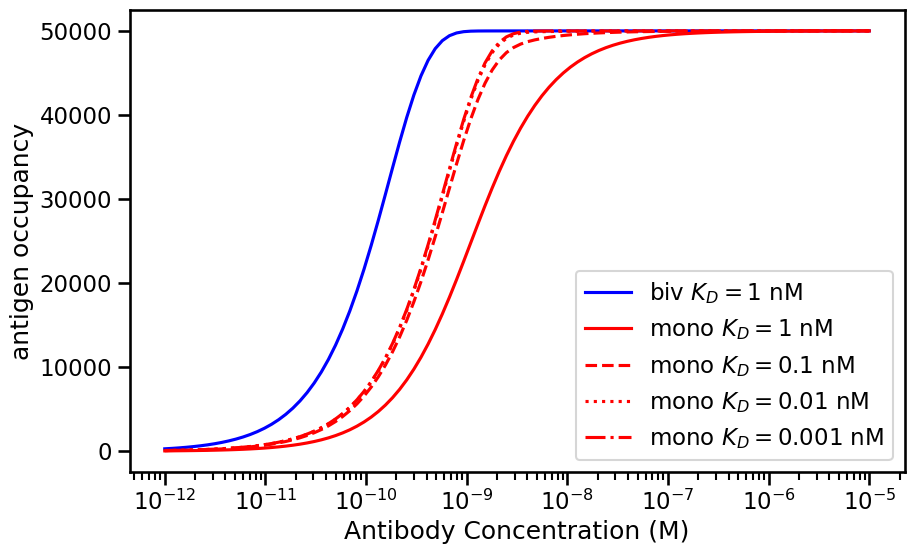 antigen occupancy
50000
40000
30000
20000
10000
0
biv $K_D = 1$ nM
mono $K_D = 1$ nM
mono $K_D = 0.1$ nM
mono $K_D = 0.01$ nM
mono $K_D = 0.001$ nM
10⁻¹² 10⁻¹¹ 10⁻¹⁰ 10⁻⁹ 10⁻⁸ 10⁻⁷ 10⁻⁶ 10⁻⁵
Antibody Concentration (M)